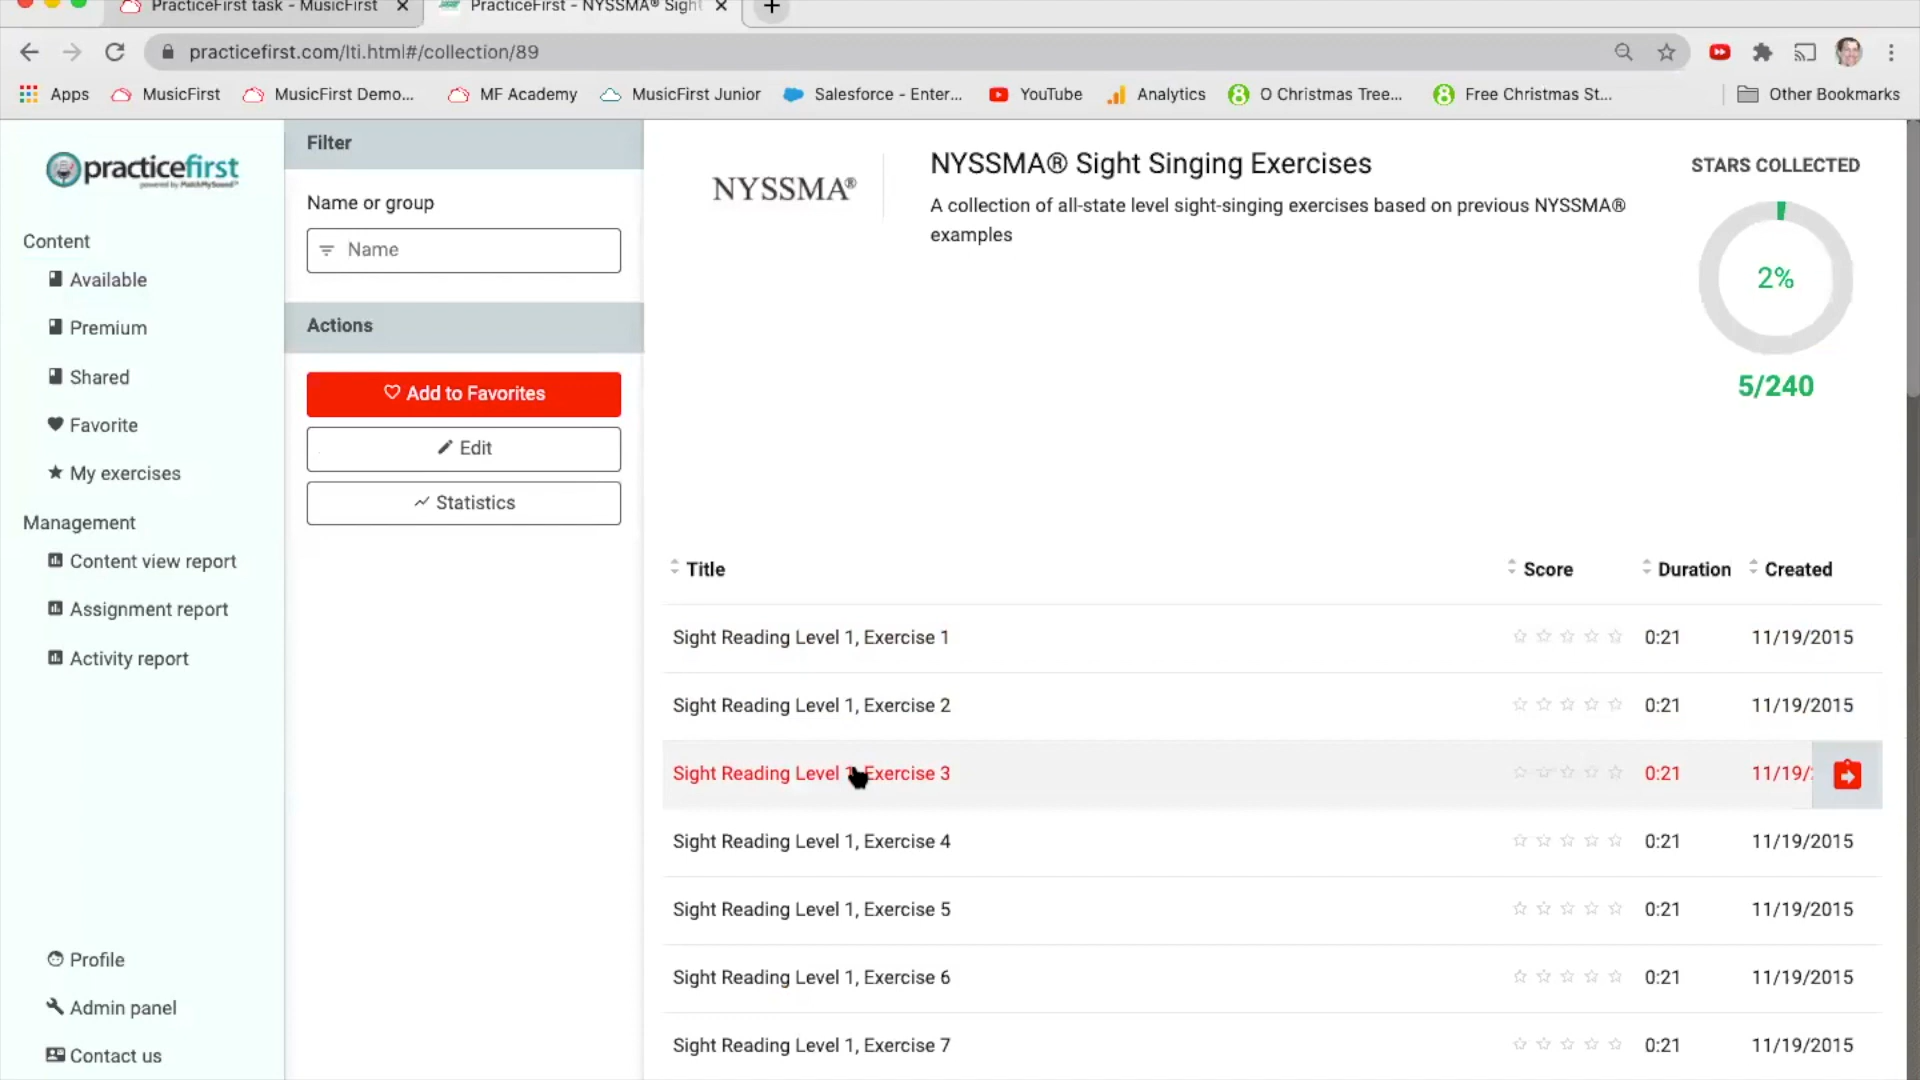 PracticeFirst task - MusicFirst
PracticeFirst - NYSSMA® Sight
practicefirst.com/lti.html#/collection/89
Apps
MusicFirst
MusicFirst Demo...
MF Academy
MusicFirst Junior
Salesforce - Enter...
YouTube
Analytics
O Christmas Tree...
Free Christmas St...
Other Bookmarks
practicefirst
powered by MatchMySound™
Content
Available
Premium
Shared
Favorite
My exercises
Management
Content view report
Assignment report
Activity report
Profile
Admin panel
Contact us
Filter
Name or group
Name
Actions
Add to Favorites
Edit
Statistics
NYSSMA®
NYSSMA® Sight Singing Exercises
A collection of all-state level sight-singing exercises based on previous NYSSMA®
examples
STARS COLLECTED
2%
5/240
Title Score Duration Created
Sight Reading Level 1, Exercise 1 0:21 11/19/2015
Sight Reading Level 1, Exercise 2 0:21 11/19/2015
Sight Reading Level 1, Exercise 3 0:21 11/19/
Sight Reading Level 1, Exercise 4 0:21 11/19/2015
Sight Reading Level 1, Exercise 5 0:21 11/19/2015
Sight Reading Level 1, Exercise 6 0:21 11/19/2015
Sight Reading Level 1, Exercise 7 0:21 11/19/2015